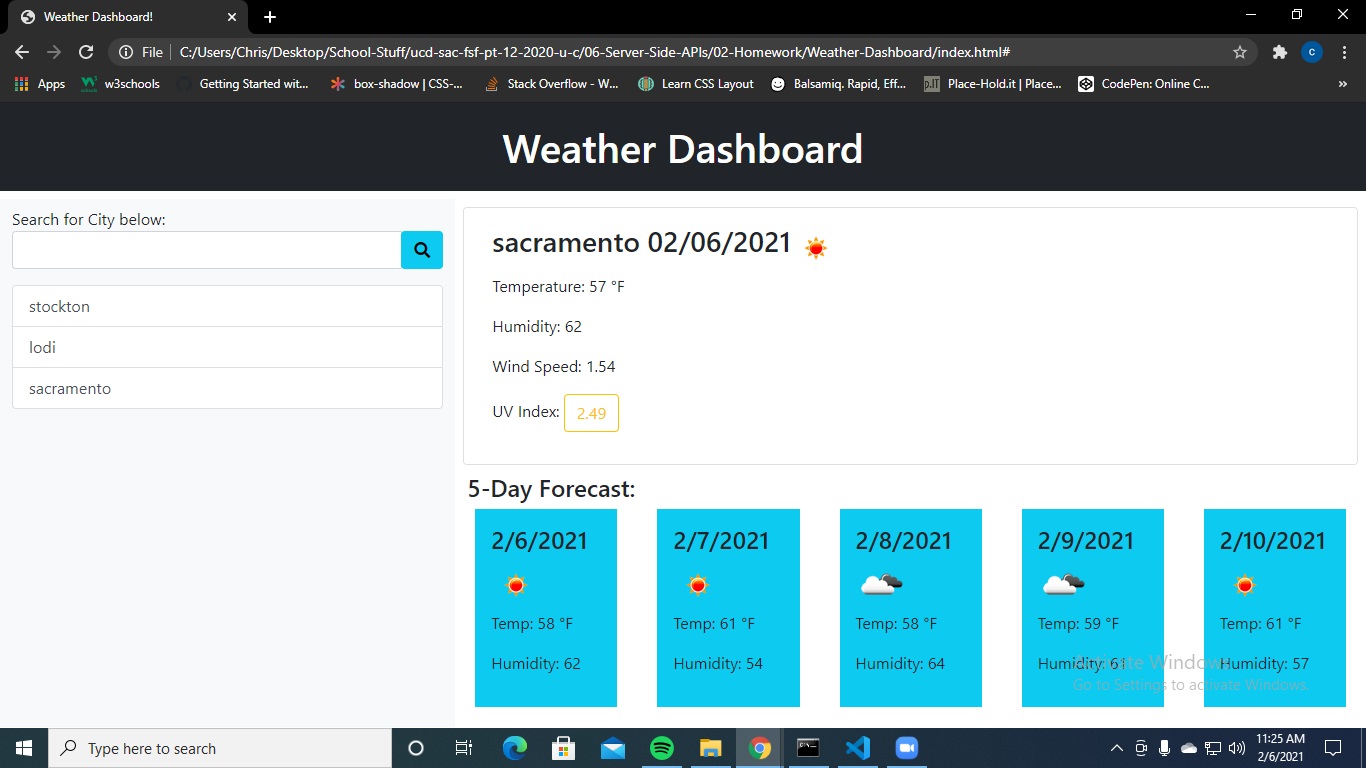 Weather Dashboard!
File
C:/Users/Chris/Desktop/School-Stuff/ucd-sac-fsf-pt-12-2020-u-c/06-Server-Side-APIs/02-Homework/Weather-Dashboard/index.html#
c
Apps
w3schools
Getting Started wit...
box-shadow | CSS-...
Stack Overflow - W...
Learn CSS Layout
Balsamiq. Rapid, Eff...
p.IT
Place-Hold.it | Place...
CodePen: Online C...
»
Weather Dashboard
Search for City below:
stockton
lodi
sacramento
sacramento 02/06/2021
Temperature: 57 °F
Humidity: 62
Wind Speed: 1.54
UV Index: 2.49
5-Day Forecast:
2/6/2021
Temp: 58 °F
Humidity: 62
2/7/2021
Temp: 61 °F
Humidity: 54
2/8/2021
Temp: 58 °F
Humidity: 64
2/9/2021
Temp: 59 °F
Humidity: 61
2/10/2021
Temp: 61 °F
Humidity: 57
Activate Windows
Go to Settings to activate Windows.
Type here to search
11:25 AM
2/6/2021